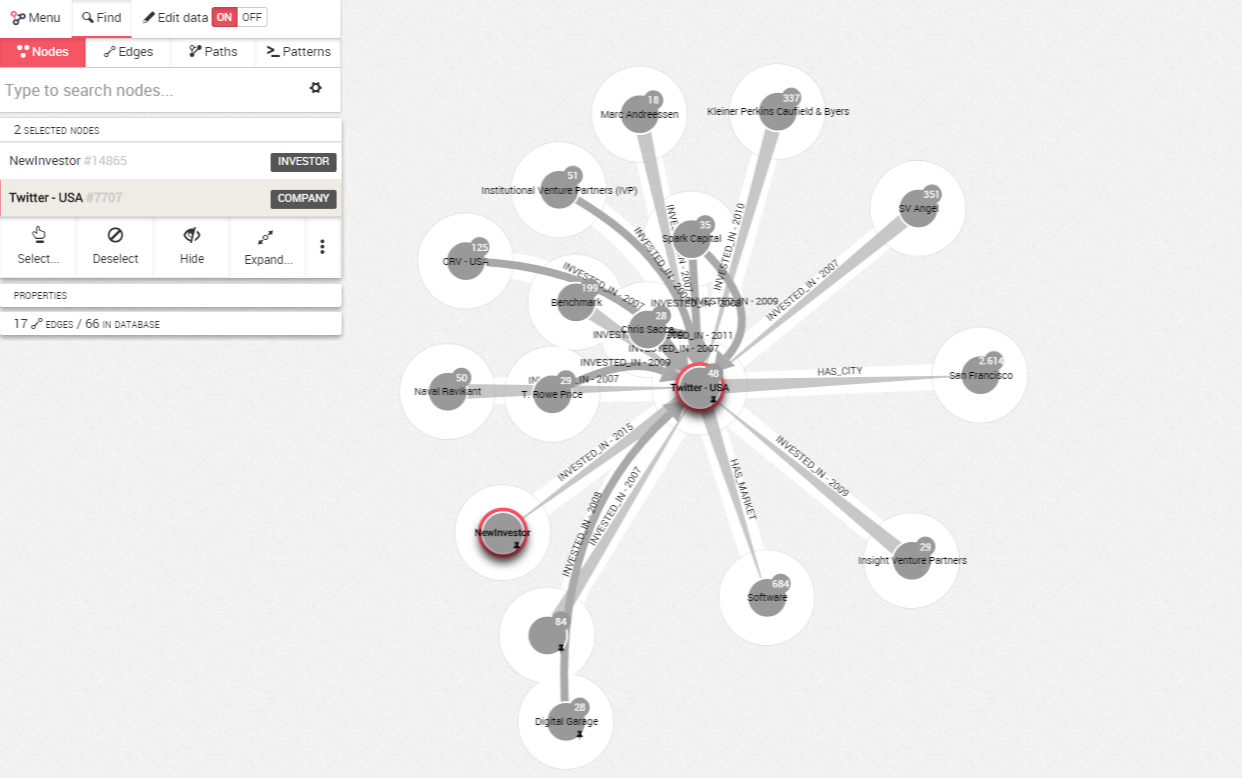 Menu
Find
Edit data ON OFF
Nodes
Edges
Paths
Patterns
Type to search nodes...
2 SELECTED NODES
NewInvestor #14865 INVESTOR
Twitter - USA #7707 COMPANY
Select...
Deselect
Hide
Expand...
PROPERTIES
17 EDGES / 66 IN DATABASE
18
Marc Andreessen
337
Kleiner Perkins Caufield & Byers
51
Institutional Venture Partners (IVP)
351
SV Angel
35
Spark Capital
INVESTED_IN - 2010
125
CRV - USA
INVESTED_IN - 2007
INVESTED_IN - 2007
199
Benchmark
INVESTED_IN - 2009
28
Chris Sacca
INVESTED_IN - 2011
INVESTED_IN - 2007
INVESTED_IN - 2009
50
Naval Ravikant
29
T. Rowe Price
48
Twitter - USA
HAS_CITY
2.614
San Francisco
INVESTED_IN - 2015
NewInvestor
INVESTED_IN - 2008
INVESTED_IN - 2007
HAS_MARKET
INVESTED_IN - 2009
29
Insight Venture Partners
684
Software
84
28
Digital Garage